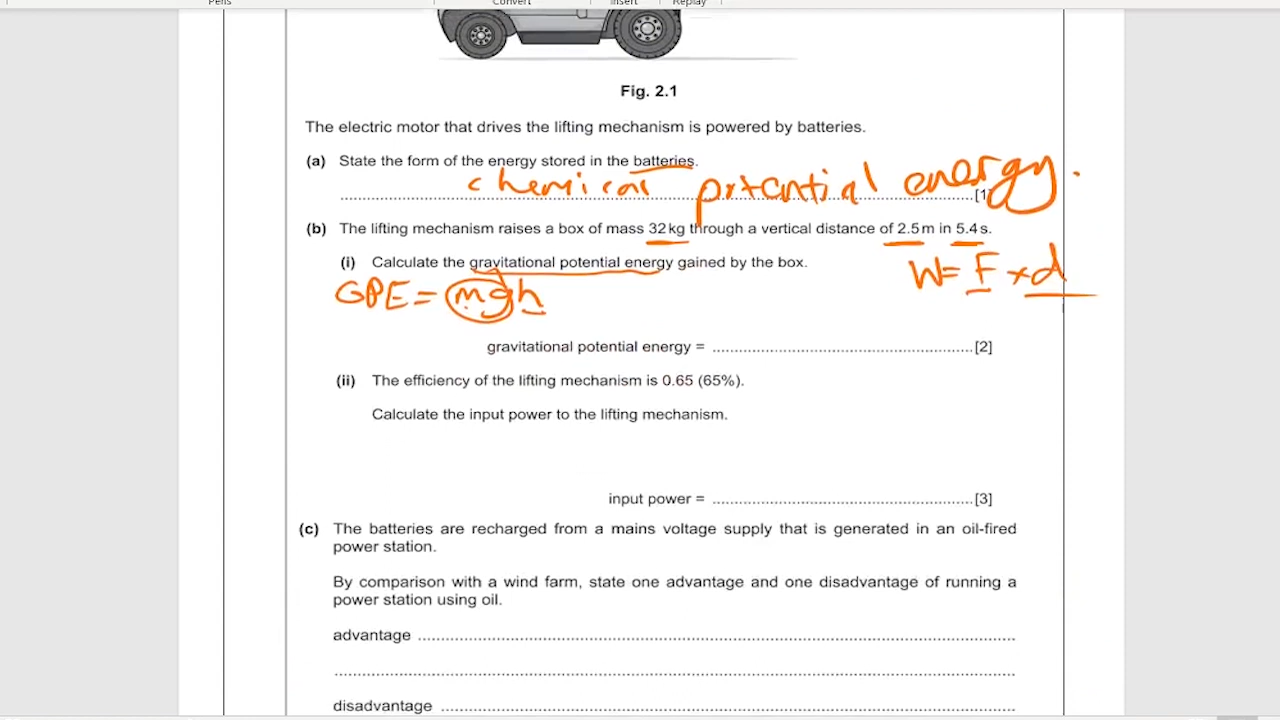 Pens Convert Insert Replay
Fig. 2.1
The electric motor that drives the lifting mechanism is powered by batteries.
(a) State the form of the energy stored in the batteries.
chemical potential energy.
......................................................................................................[1]
(b) The lifting mechanism raises a box of mass 32 kg through a vertical distance of 2.5 m in 5.4 s.
(i) Calculate the gravitational potential energy gained by the box.
W= F × d
GPE = mgh
gravitational potential energy = ......................................................[2]
(ii) The efficiency of the lifting mechanism is 0.65 (65%).
Calculate the input power to the lifting mechanism.
input power = ......................................................[3]
(c) The batteries are recharged from a mains voltage supply that is generated in an oil-fired
power station.
By comparison with a wind farm, state one advantage and one disadvantage of running a
power station using oil.
advantage ......................................................................................................
......................................................................................................
disadvantage ......................................................................................................